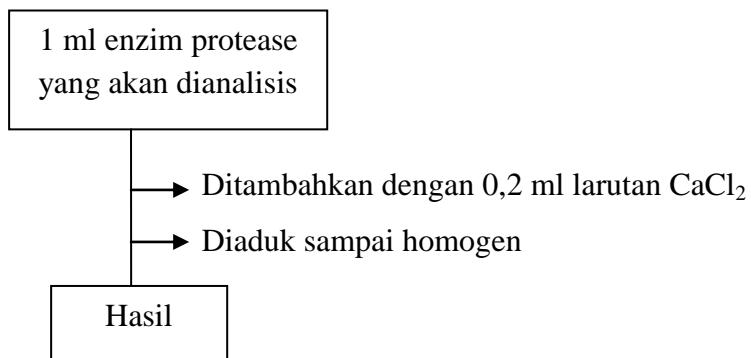 1 ml enzim protease
yang akan dianalisis
Ditambahkan dengan 0,2 ml larutan CaCl₂
Diaduk sampai homogen
Hasil